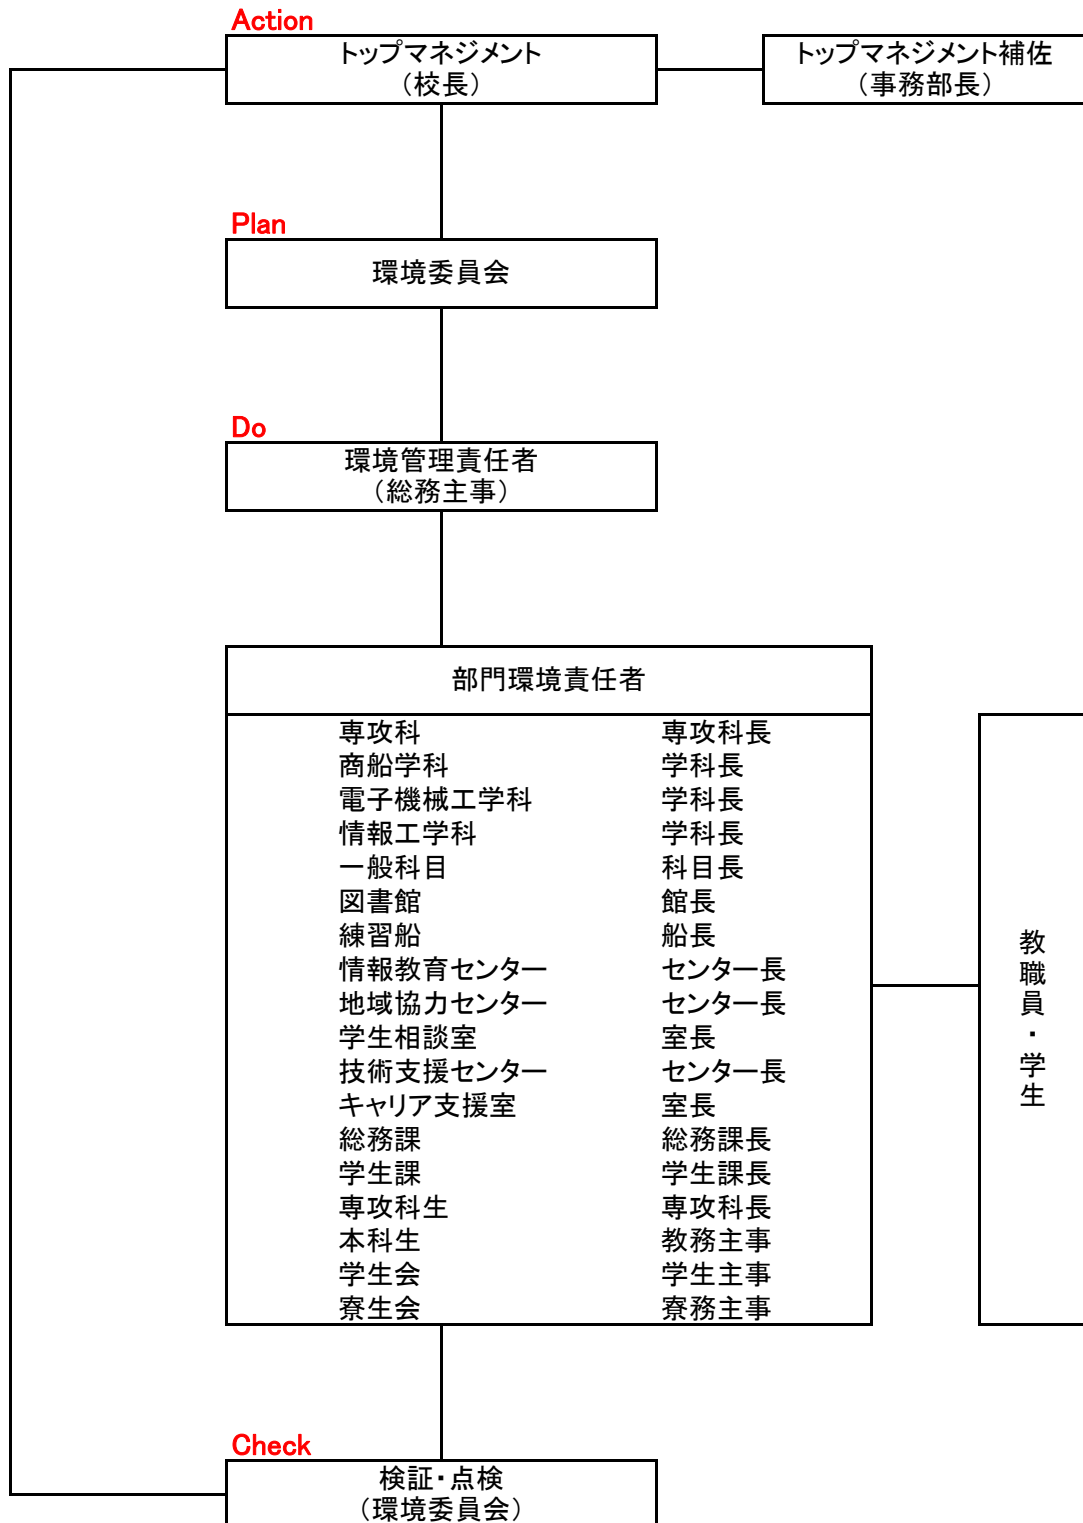 Action
トップマネジメント
（校長）
トップマネジメント補佐
（事務部長）
Plan
環境委員会
Do
環境管理責任者
（総務主事）
部門環境責任者
専攻科 専攻科長
商船学科 学科長
電子機械工学科 学科長
情報工学科 学科長
一般科目 科目長
図書館 館長
練習船 船長
情報教育センター センター長
地域協力センター センター長
学生相談室 室長
技術支援センター センター長
キャリア支援室 室長
総務課 総務課長
学生課 学生課長
専攻科生 専攻科長
本科生 教務主事
学生会 学生主事
寮生会 寮務主事
教職員・学生
Check
検証・点検
（環境委員会）